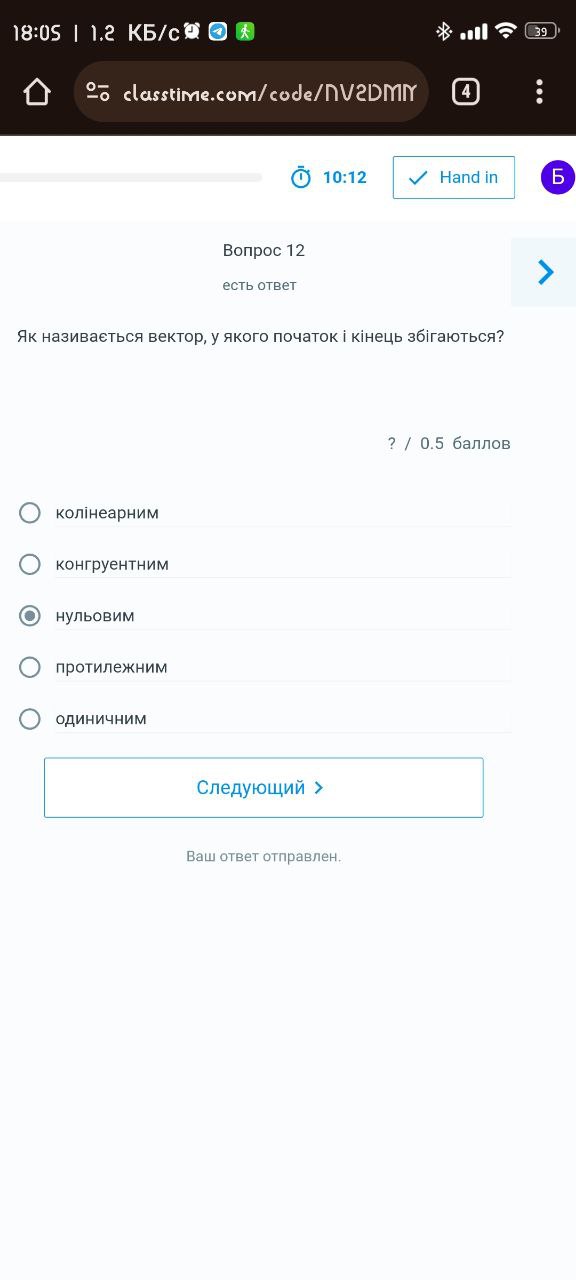 18:05 | 1.2 КБ/с
39
classtime.com/code/NV2DMM
4
10:12
Hand in
Б
Вопрос 12
есть ответ
Як називається вектор, у якого початок і кінець збігаються?
? / 0.5 баллов
колінеарним
конгруентним
нульовим
протилежним
одиничним
Следующий
Ваш ответ отправлен.